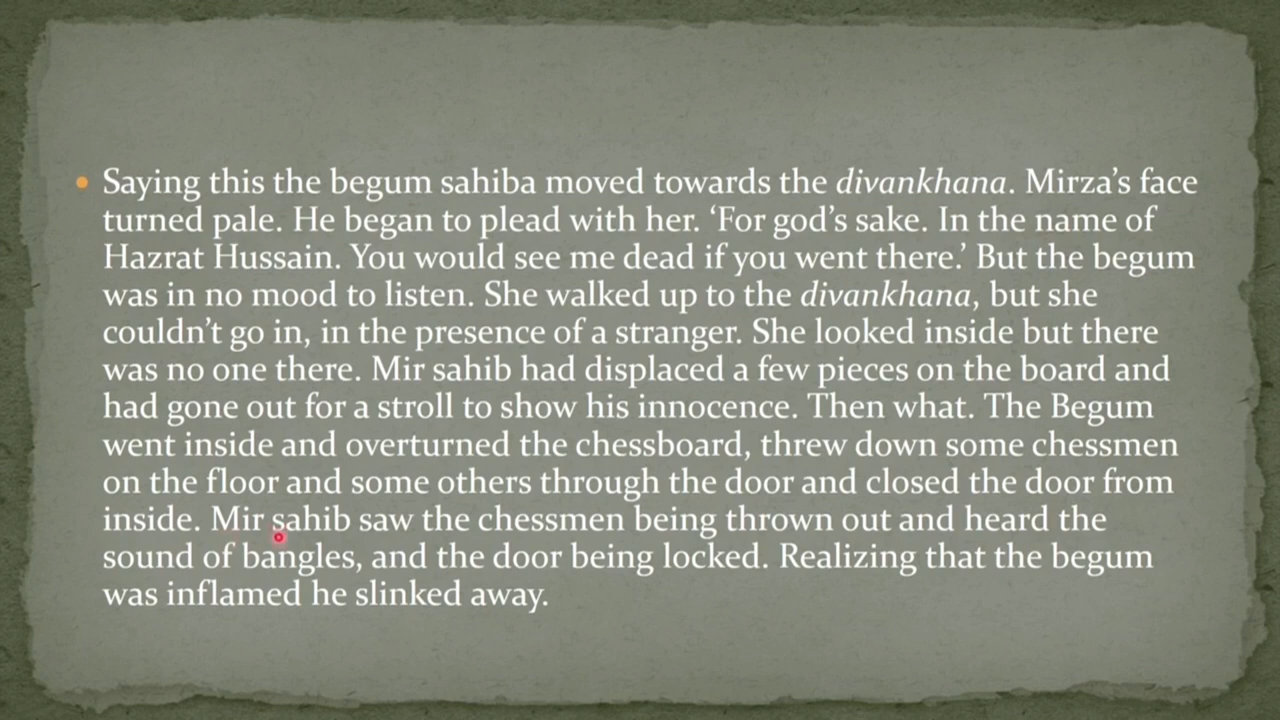 • Saying this the begum sahiba moved towards the divankhana. Mirza’s face
turned pale. He began to plead with her. ‘For god’s sake. In the name of
Hazrat Hussain. You would see me dead if you went there.’ But the begum
was in no mood to listen. She walked up to the divankhana, but she
couldn’t go in, in the presence of a stranger. She looked inside but there
was no one there. Mir sahib had displaced a few pieces on the board and
had gone out for a stroll to show his innocence. Then what. The Begum
went inside and overturned the chessboard, threw down some chessmen
on the floor and some others through the door and closed the door from
inside. Mir sahib saw the chessmen being thrown out and heard the
sound of bangles, and the door being locked. Realizing that the begum
was inflamed he slinked away.